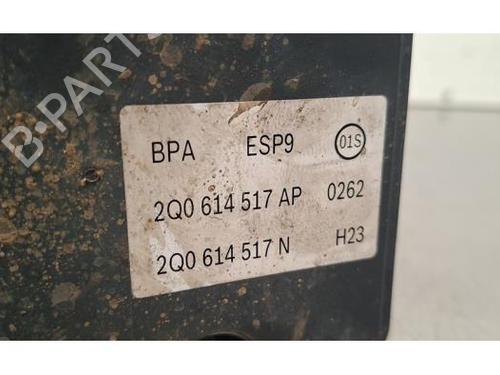 B-PARTS
BPA ESP9 01S
2Q0 614 517 AP 0262
2Q0 614 517 N H23